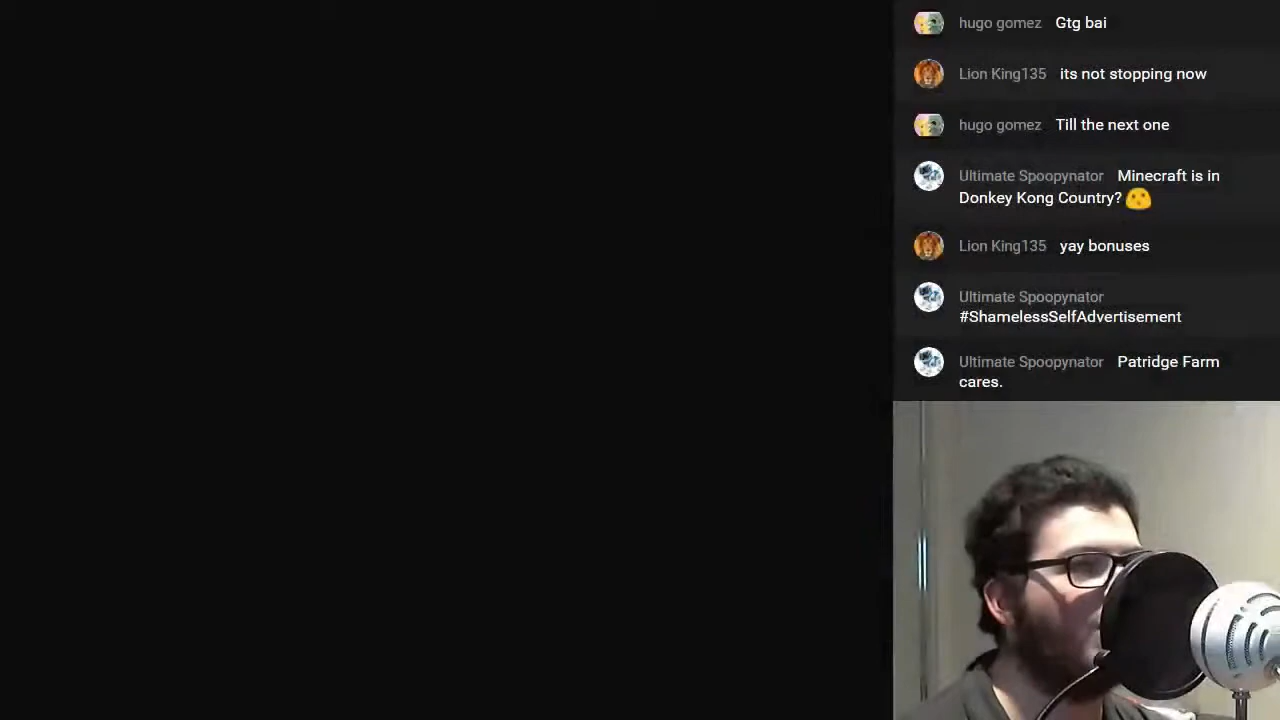 hugo gomez Gtg bai
Lion King135 its not stopping now
hugo gomez Till the next one
Ultimate Spoopynator Minecraft is in
Donkey Kong Country? 😮
Lion King135 yay bonuses
Ultimate Spoopynator
#ShamelessSelfAdvertisement
Ultimate Spoopynator Patridge Farm
cares.